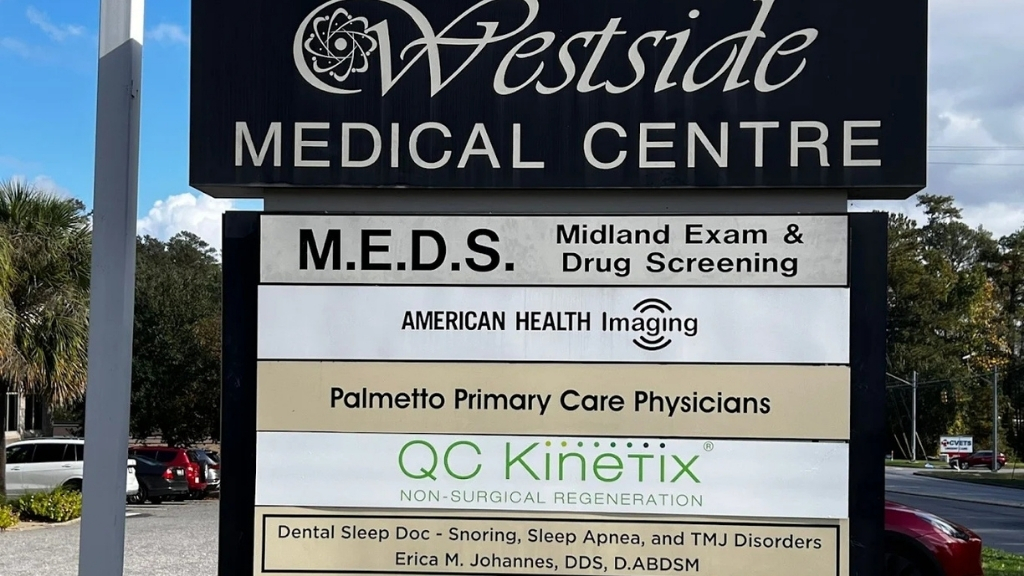 Westside
MEDICAL CENTRE
M.E.D.S.
Midland Exam &
Drug Screening
AMERICAN HEALTH Imaging
Palmetto Primary Care Physicians
QC Kinetix®
NON-SURGICAL REGENERATION
Dental Sleep Doc - Snoring, Sleep Apnea, and TMJ Disorders
Erica M. Johannes, DDS, D.ABDSM
CVETS